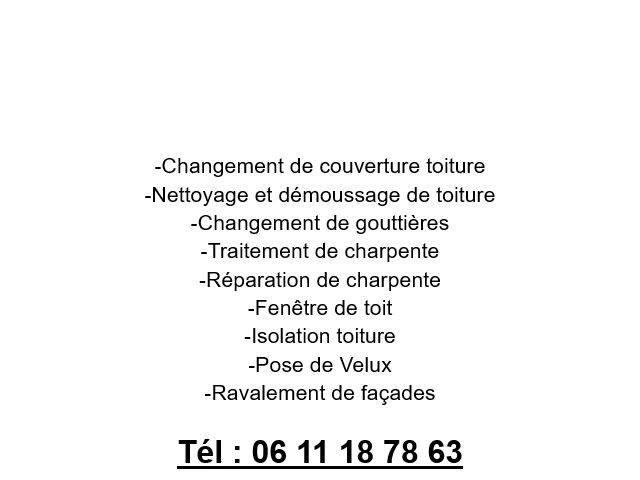 -Changement de couverture toiture
-Nettoyage et démoussage de toiture
-Changement de gouttières
-Traitement de charpente
-Réparation de charpente
-Fenêtre de toit
-Isolation toiture
-Pose de Velux
-Ravalement de façades
Tél : 06 11 18 78 63